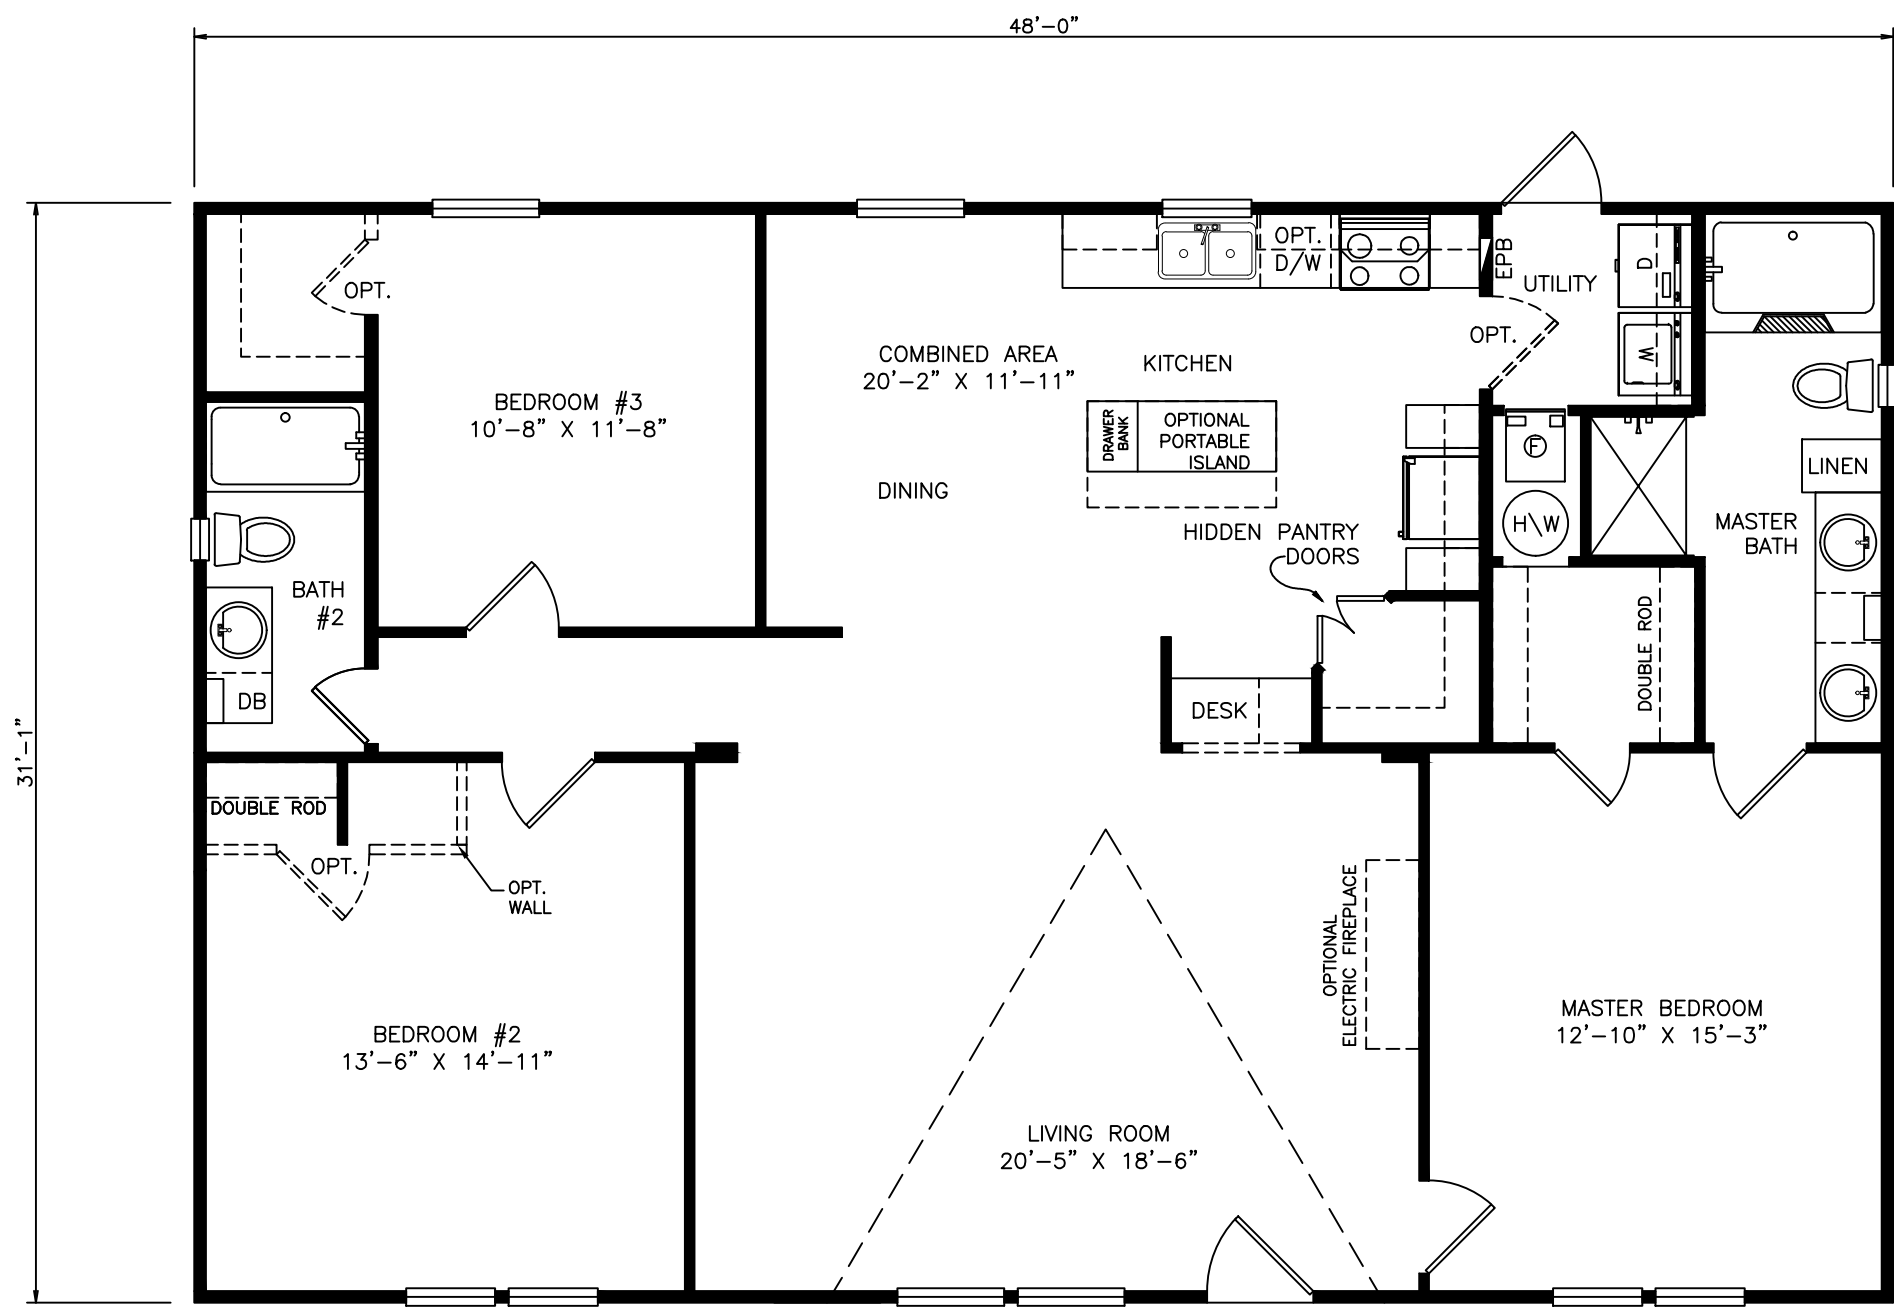 48'-0"
OPT.
D/W
EPB
D
UTILITY
OPT.
OPT.
W
COMBINED AREA
20'-2" X 11'-11"
KITCHEN
BEDROOM #3
10'-8" X 11'-8"
DRAWER
BANK
OPTIONAL
PORTABLE
ISLAND
F
LINEN
DINING
HIDDEN PANTRY
DOORS
H\W
MASTER
BATH
BATH
#2
DOUBLE ROD
DB
DESK
31'-1"
DOUBLE ROD
OPT.
OPT.
WALL
OPTIONAL
ELECTRIC FIREPLACE
BEDROOM #2
13'-6" X 14'-11"
MASTER BEDROOM
12'-10" X 15'-3"
LIVING ROOM
20'-5" X 18'-6"